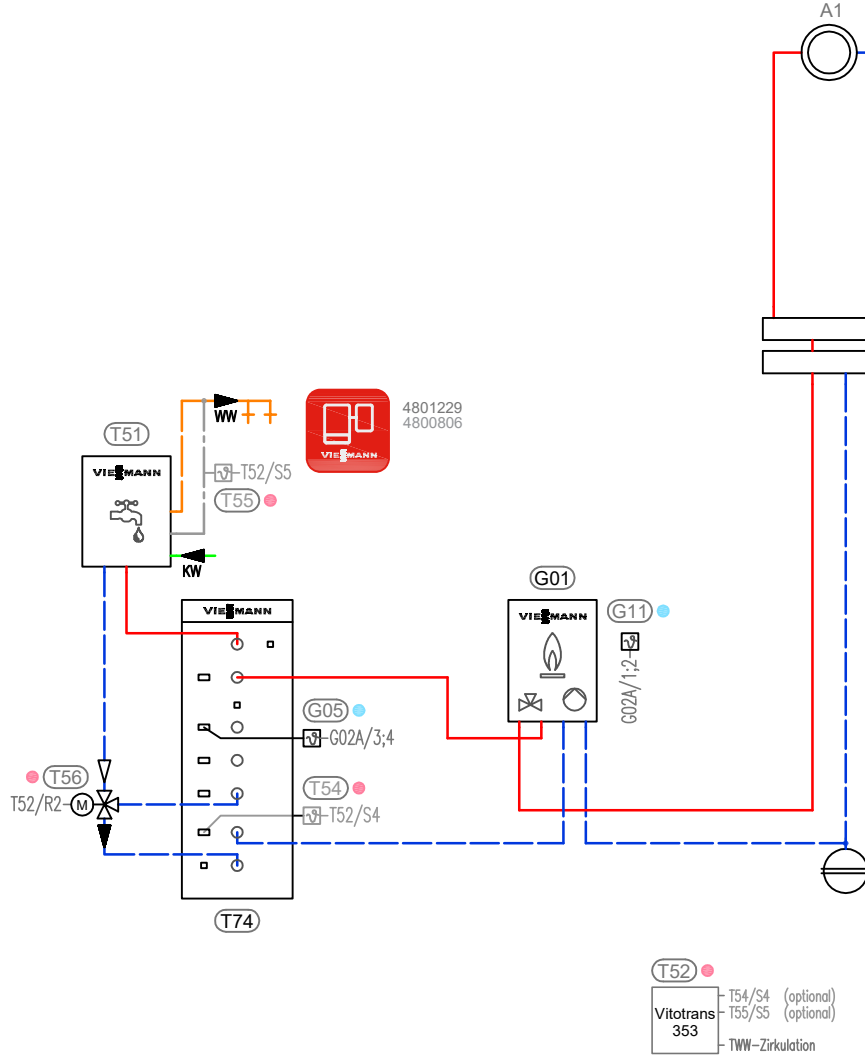 A1
4801229
4800806
VIESMANN
WW
T51
VIESMANN
T52/S5
T55
KW
G01
VIESMANN
VIESMANN
G11
G02A/1;2
G05
G02A/3;4
T56
T54
M
T52/R2
T52/S4
T74
T52
Vitotrans
353
T54/S4 (optional)
T55/S5 (optional)
TWW-Zirkulation